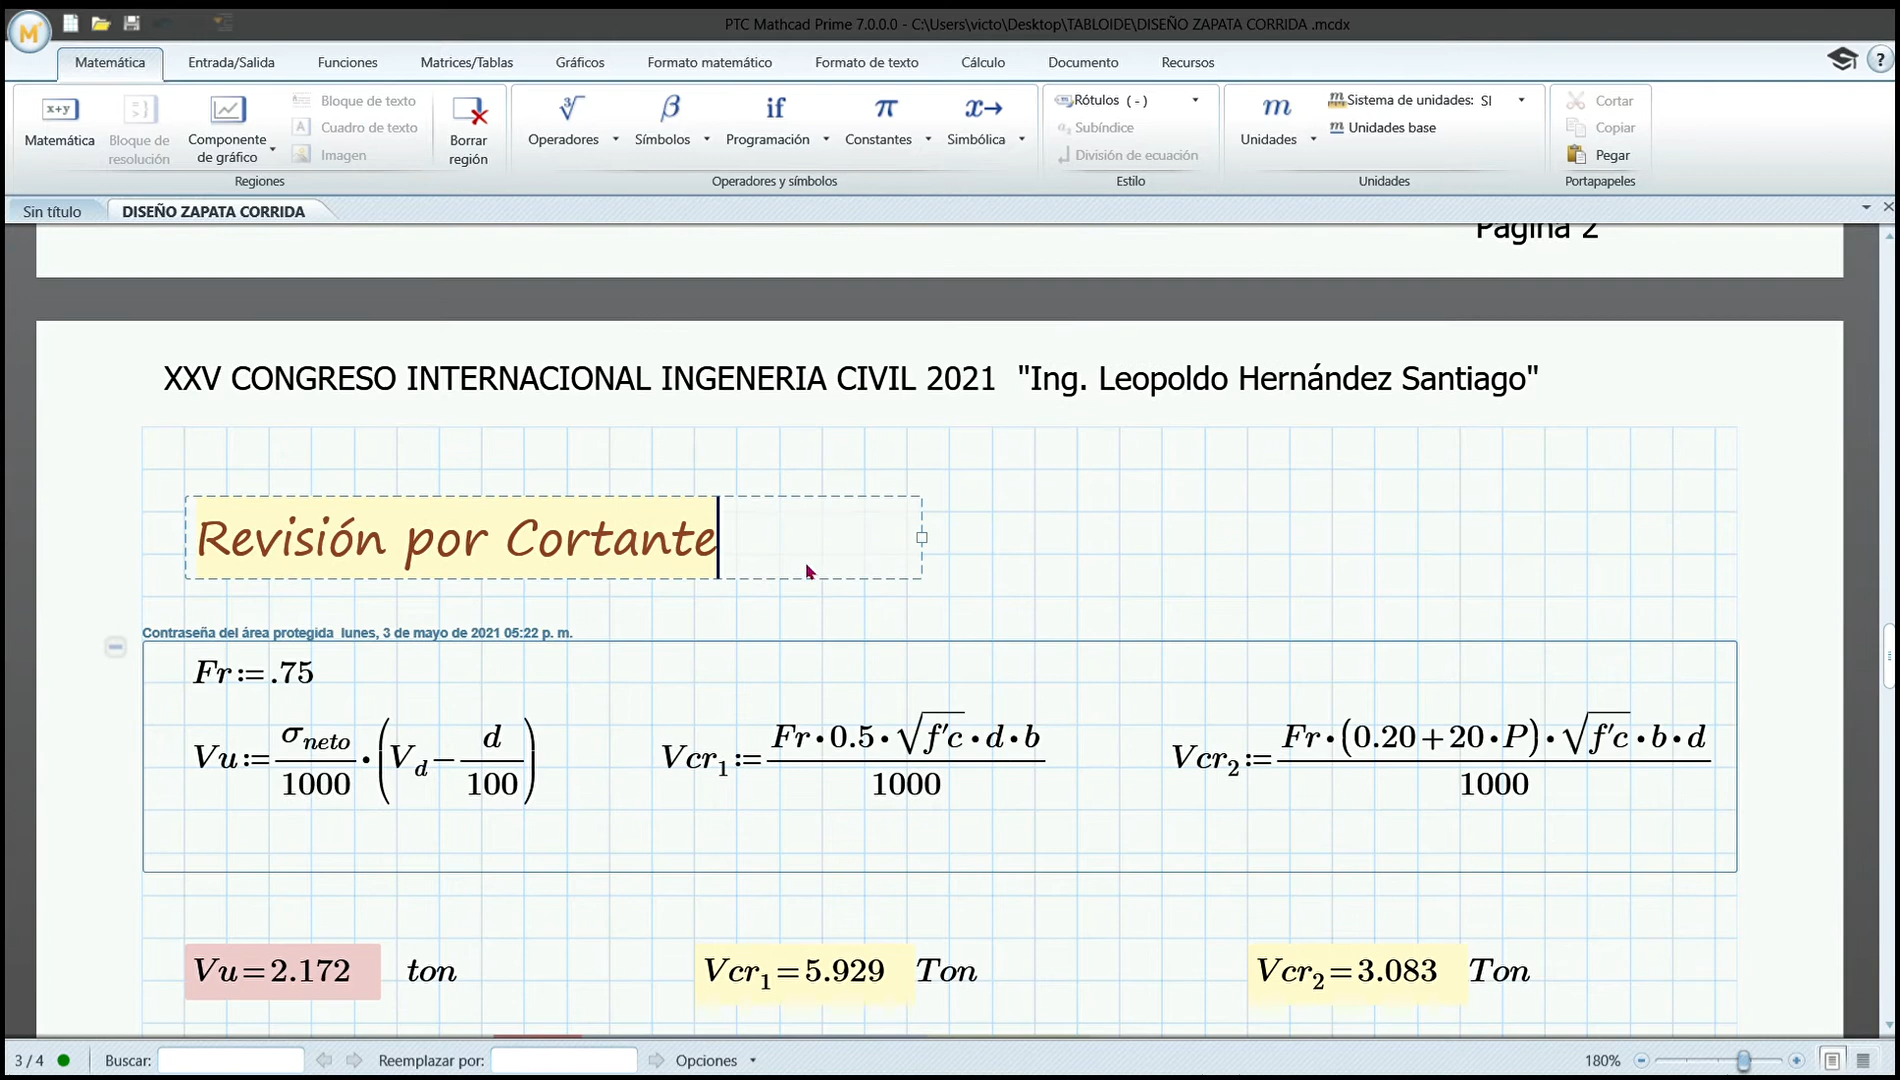 PTC Mathcad Prime 7.0.0.0 - C:\Users\victo\Desktop\TABLOIDE\DISEÑO ZAPATA CORRIDA .mcdx
Matemática Entrada/Salida Funciones Matrices/Tablas Gráficos Formato matemático Formato de texto Cálculo Documento Recursos
Matemática
Bloque de resolución
Componente de gráfico
Bloque de texto
Cuadro de texto
Imagen
Borrar región
Regiones
Operadores Símbolos Programación Constantes Simbólica
Operadores y símbolos
Rótulos ( - )
Subíndice
División de ecuación
Estilo
Unidades
Sistema de unidades: SI
Unidades base
Unidades
Cortar
Copiar
Pegar
Portapapeles
Sin título DISEÑO ZAPATA CORRIDA
Página 2
XXV CONGRESO INTERNACIONAL INGENERIA CIVIL 2021 "Ing. Leopoldo Hernández Santiago"
Revisión por Cortante
Contraseña del área protegida lunes, 3 de mayo de 2021 05:22 p. m.
Fr:=.75
Vu:=σ_neto/1000•(V_d−d/100) Vcr₁:=Fr•0.5•√f'c•d•b/1000 Vcr₂:=Fr•(0.20+20•P)•√f'c•b•d/1000
Vu=2.172 ton Vcr₁=5.929 Ton Vcr₂=3.083 Ton
3 / 4 Buscar: Reemplazar por: Opciones 180%